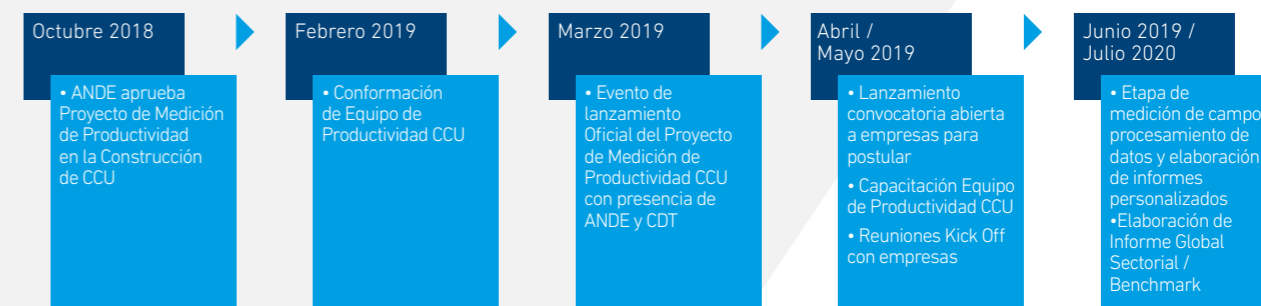 Octubre 2018
• ANDE aprueba
Proyecto de Medición
de Productividad
en la Construcción
de CCU
Febrero 2019
• Conformación
de Equipo de
Productividad CCU
Marzo 2019
• Evento de
lanzamiento
Oficial del Proyecto
de Medición de
Productividad CCU
con presencia de
ANDE y CDT
Abril /
Mayo 2019
• Lanzamiento
convocatoria abierta
a empresas para
postular
• Capacitación Equipo
de Productividad CCU
• Reuniones Kick Off
con empresas
Junio 2019 /
Julio 2020
• Etapa de
medición de campo
procesamiento de
datos y elaboración
de informes
personalizados
•Elaboración de
Informe Global
Sectorial /
Benchmark